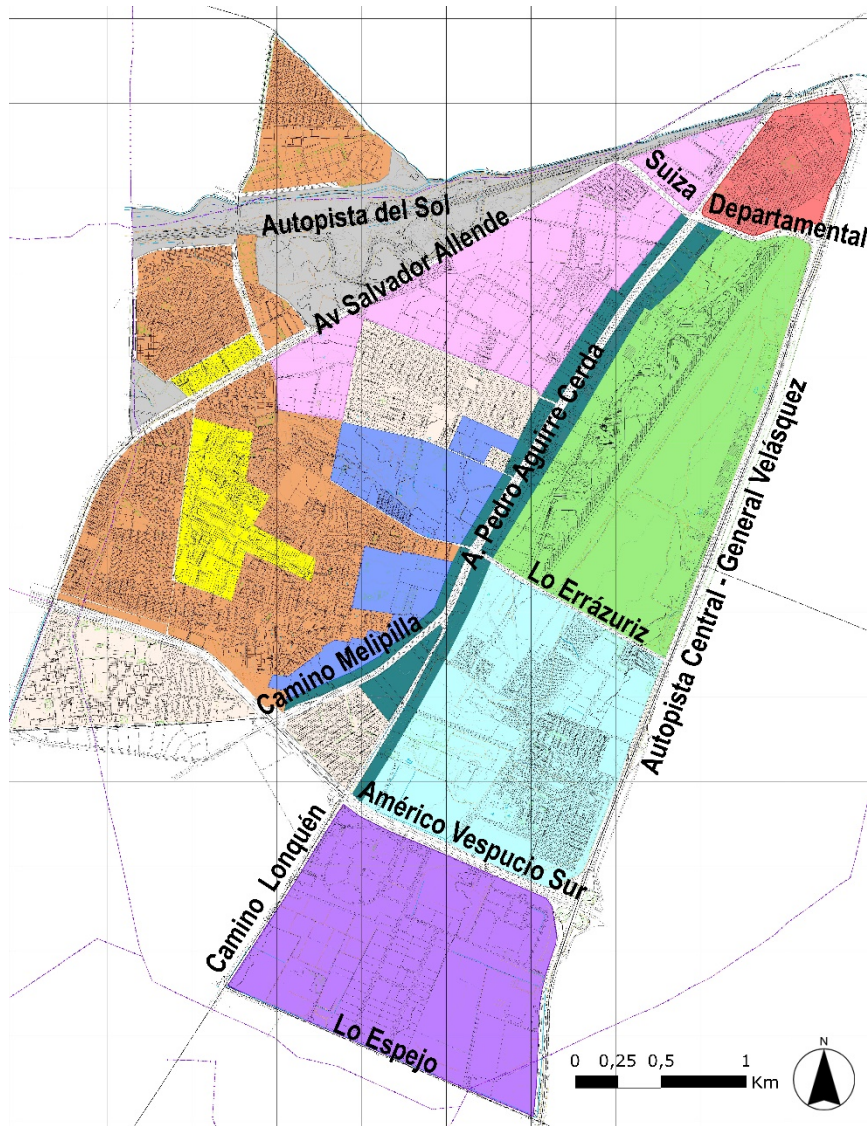 Suiza
Departamental
Autopista del Sol
Av Salvador Allende
A. Pedro Aguirre Cerda
Autopista Central - General Velásquez
Lo Errázuriz
Camino Melipilla
Américo Vespucio Sur
Camino Lonquén
Lo Espejo
0 0,25 0,5 1
Km
N